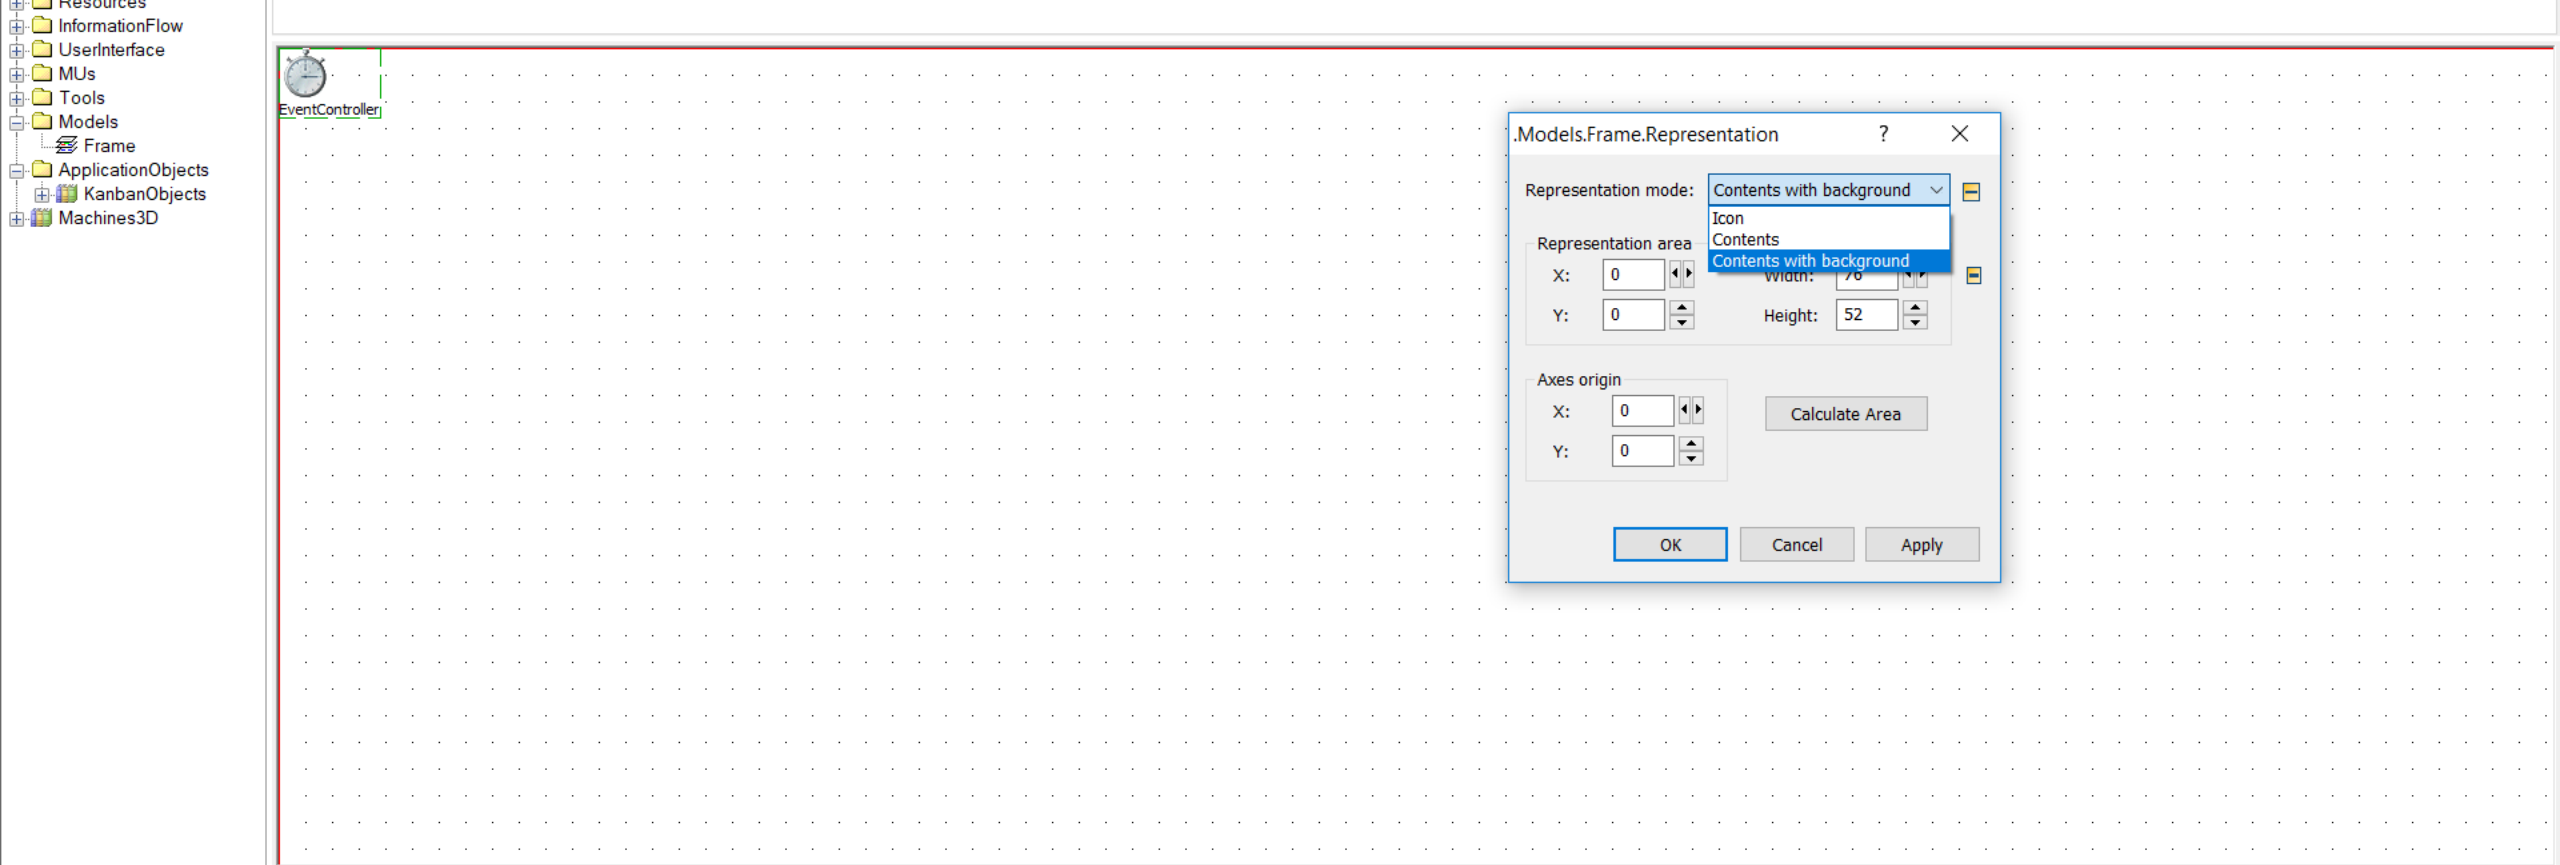 Resources
InformationFlow
UserInterface
MUs
Tools
Models
Frame
ApplicationObjects
KanbanObjects
Machines3D
EventController
.Models.Frame.Representation ? ×
Representation mode: Contents with background
Icon
Contents
Contents with background
Representation area
X: 0 Width: 76
Y: 0 Height: 52
Axes origin
X: 0
Y: 0
Calculate Area
OK Cancel Apply